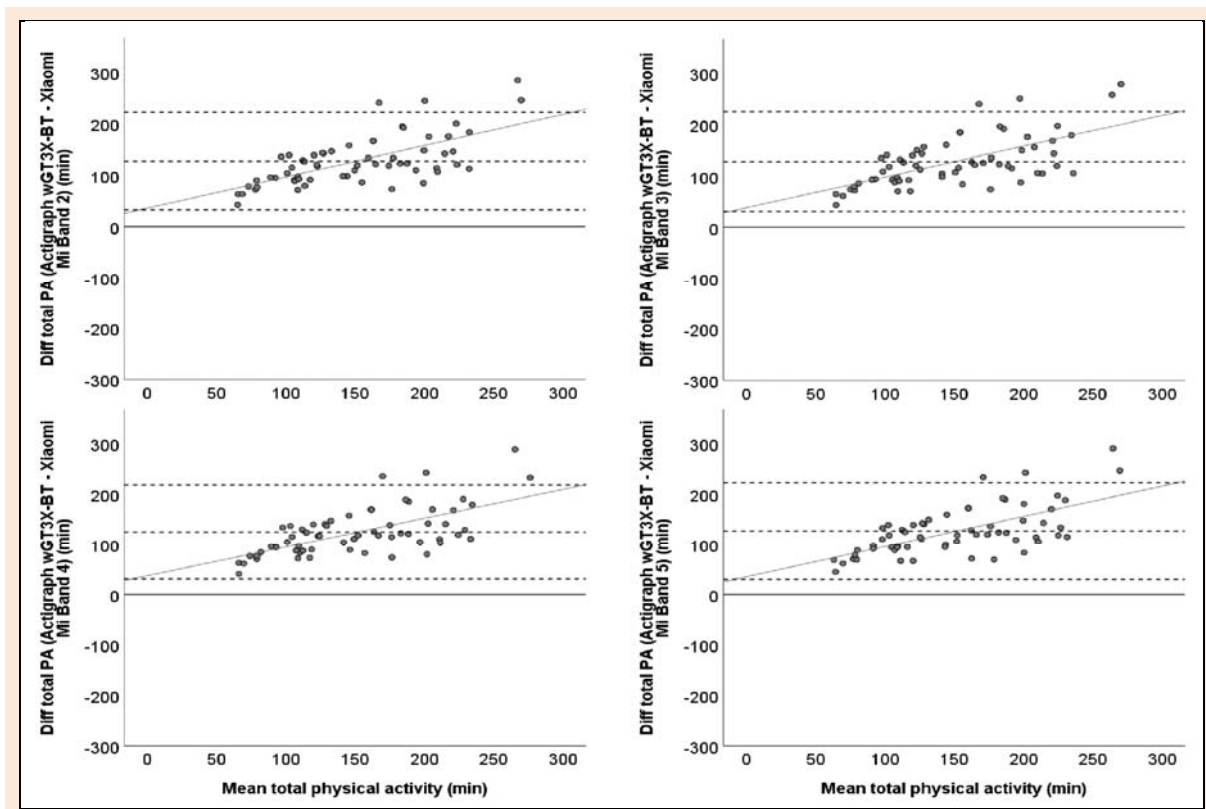 Diff total PA (Actigraph wGT3X-BT - Xiaomi
Mi Band 2) (min)
300
200
100
0
-100
-200
-300
0 50 100 150 200 250 300
Diff total PA (Actigraph wGT3X-BT - Xiaomi
Mi Band 3) (min)
300
200
100
0
-100
-200
-300
0 50 100 150 200 250 300
Diff total PA (Actigraph wGT3X-BT - Xiaomi
Mi Band 4) (min)
300
200
100
0
-100
-200
-300
0 50 100 150 200 250 300
Mean total physical activity (min)
Diff total PA (Actigraph wGT3X-BT - Xiaomi
Mi Band 5) (min)
300
200
100
0
-100
-200
-300
0 50 100 150 200 250 300
Mean total physical activity (min)